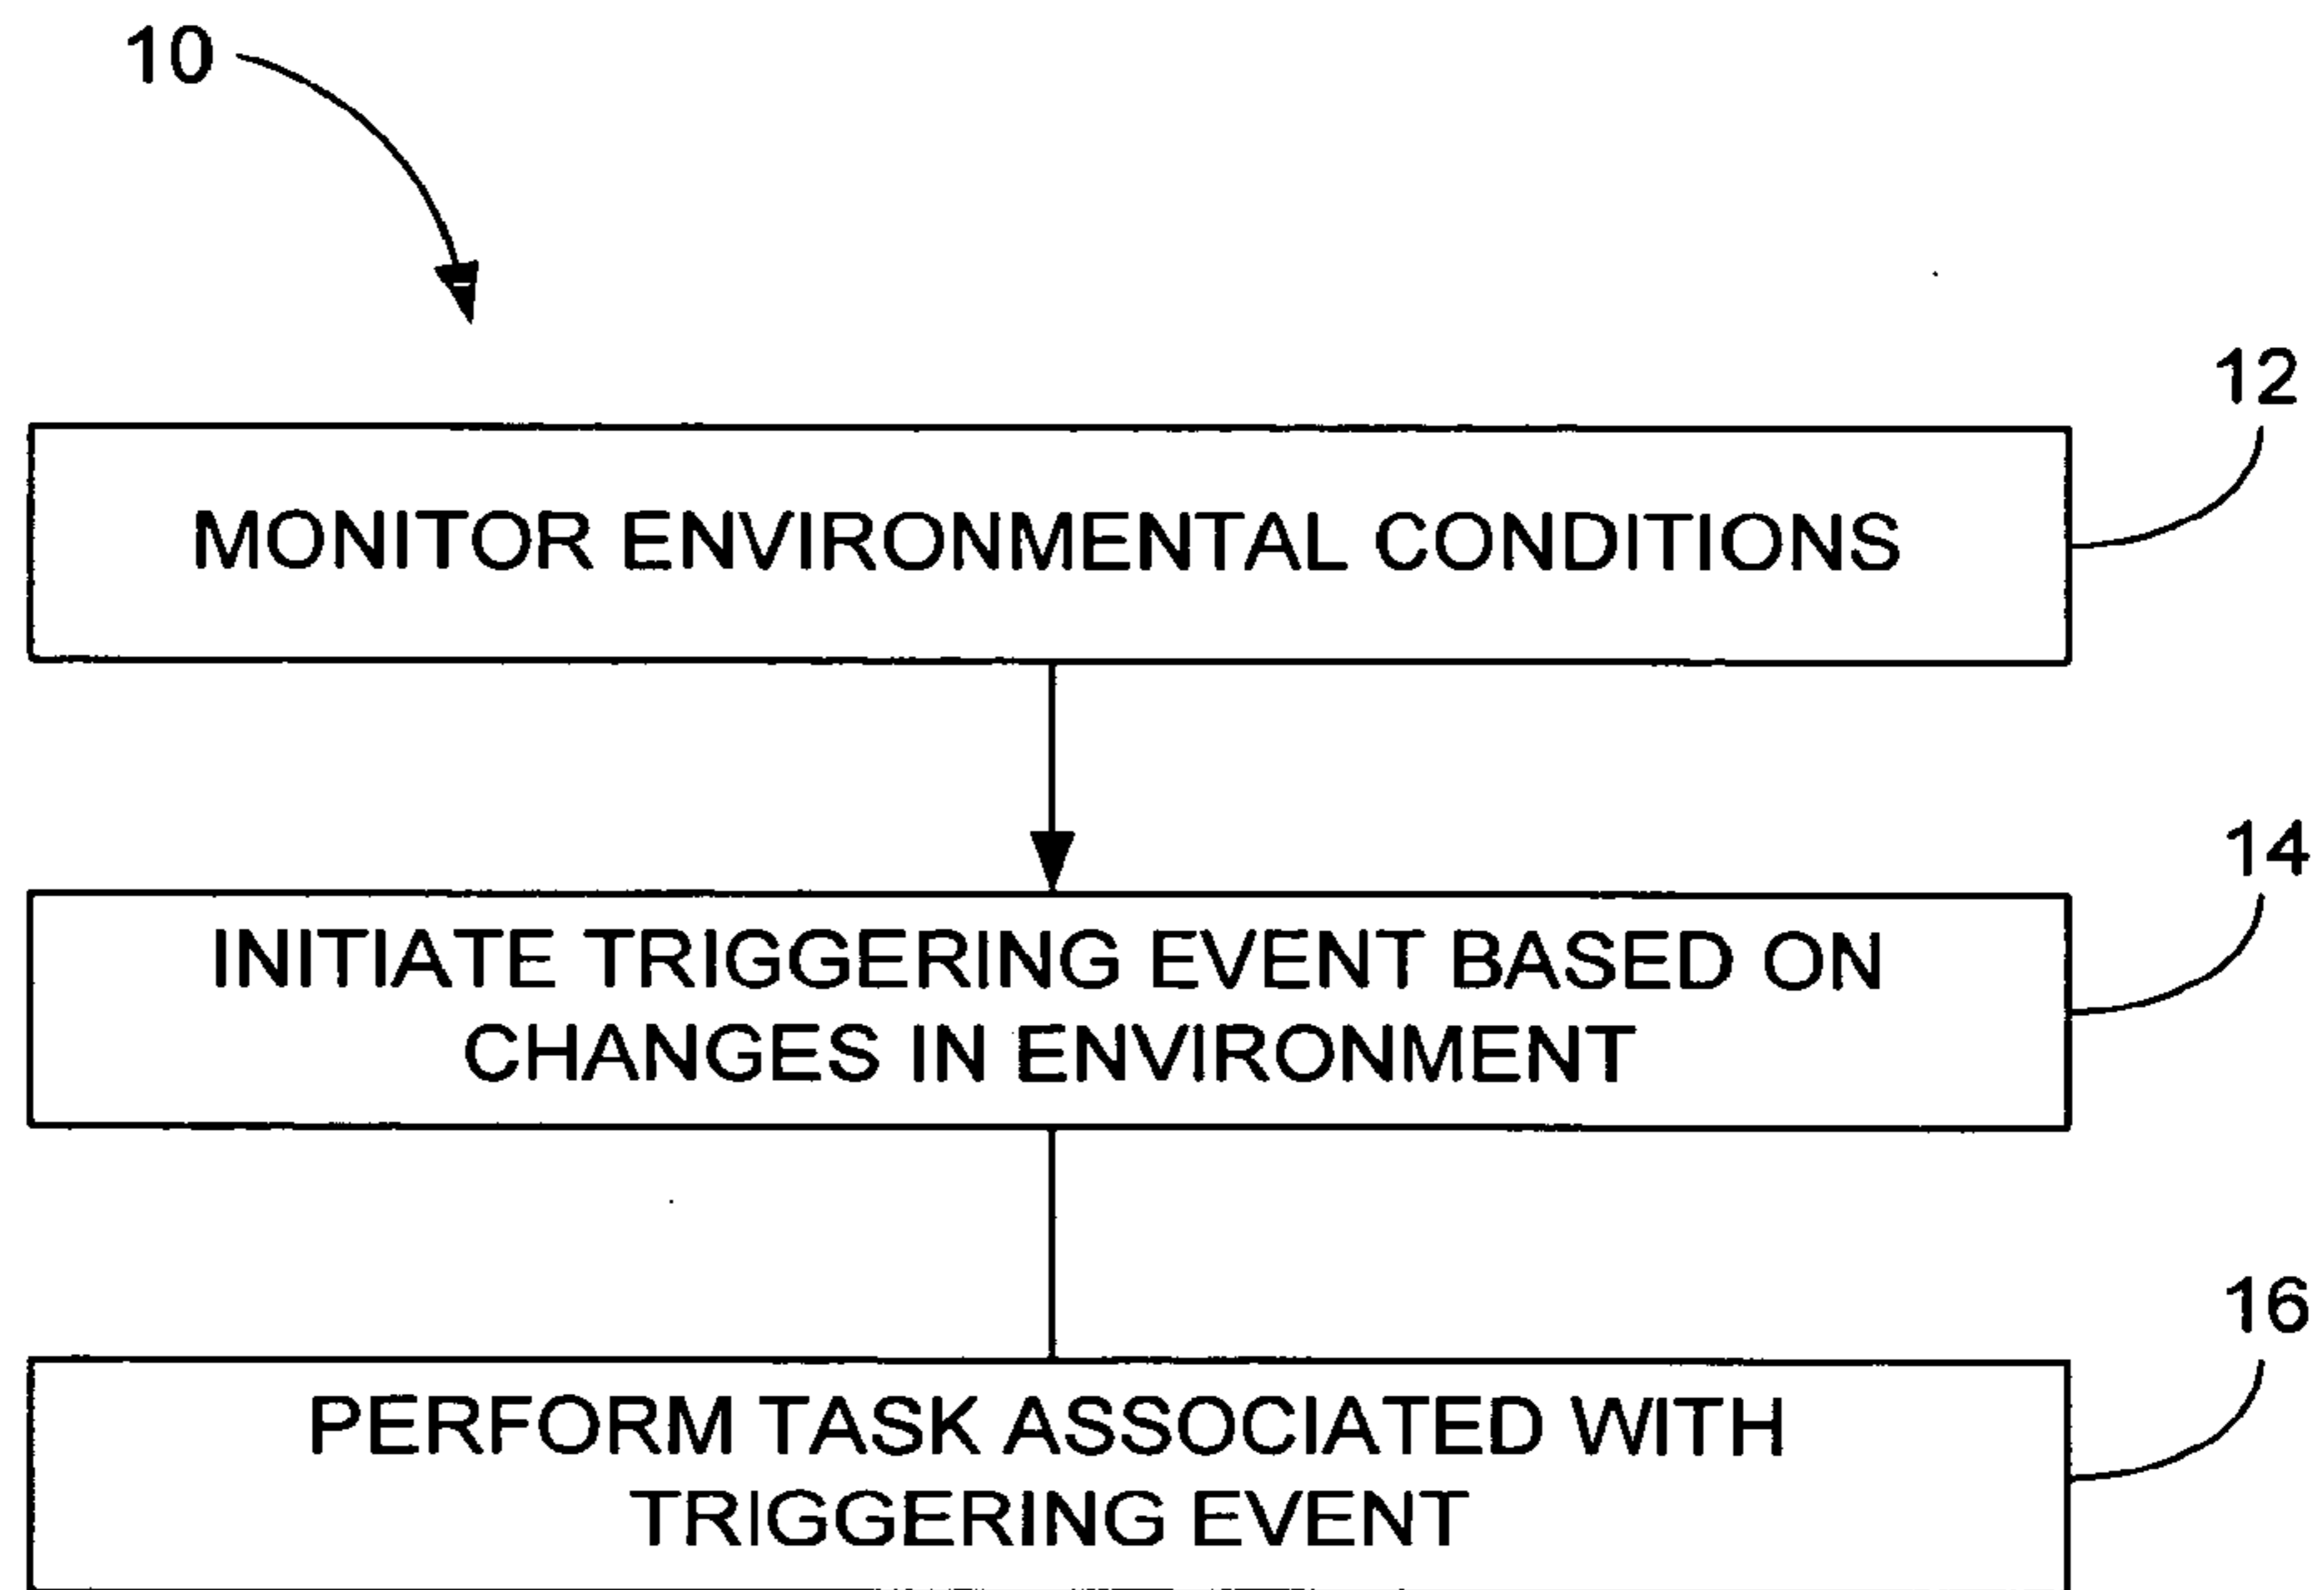 10
12
MONITOR ENVIRONMENTAL CONDITIONS
14
INITIATE TRIGGERING EVENT BASED ON
CHANGES IN ENVIRONMENT
16
PERFORM TASK ASSOCIATED WITH
TRIGGERING EVENT